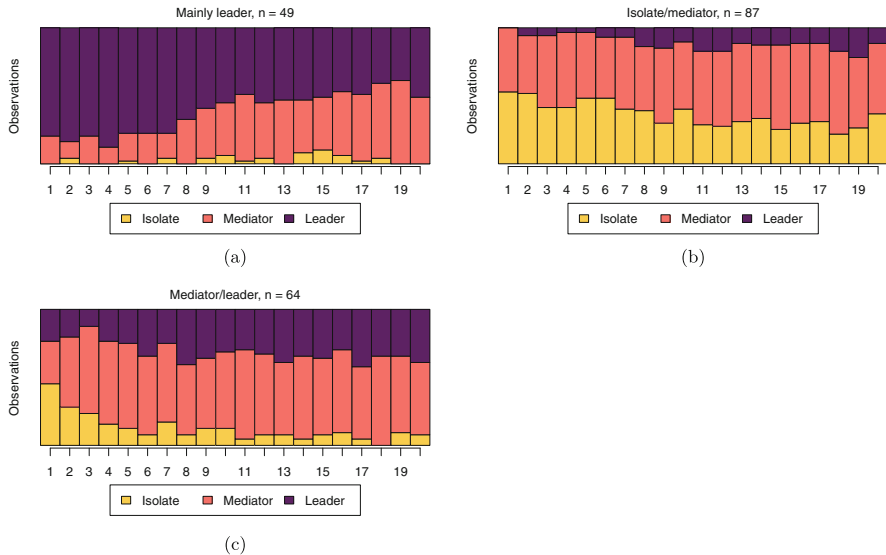 Mainly leader, n = 49
Observations
1 2 3 4 5 6 7 8 9 11 13 15 17 19
Isolate Mediator Leader
(a)
Isolate/mediator, n = 87
Observations
1 2 3 4 5 6 7 8 9 11 13 15 17 19
Isolate Mediator Leader
(b)
Mediator/leader, n = 64
Observations
1 2 3 4 5 6 7 8 9 11 13 15 17 19
Isolate Mediator Leader
(c)